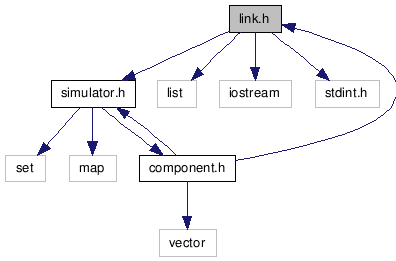 link.h
simulator.h
list
iostream
stdint.h
set
map
component.h
vector